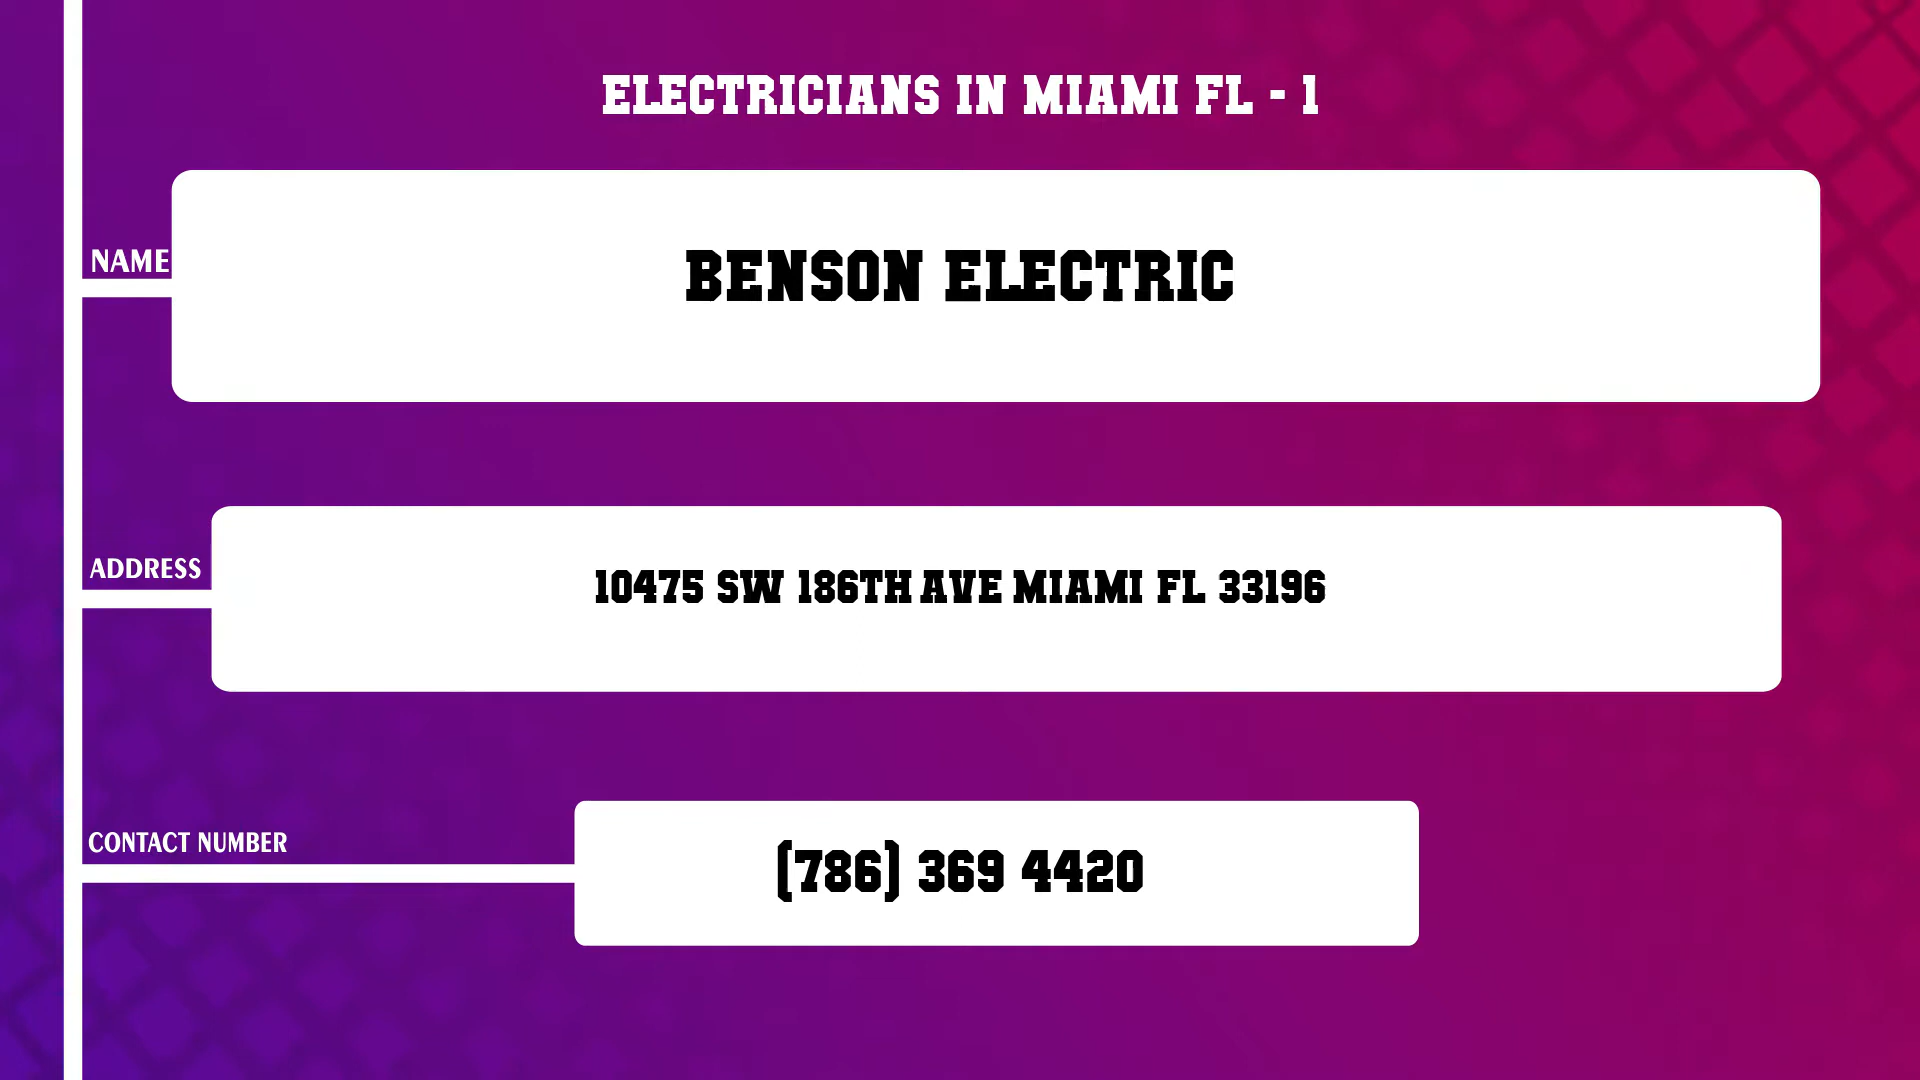 ELECTRICIANS IN MIAMI FL - 1
NAME
BENSON ELECTRIC
ADDRESS
10475 SW 186TH AVE MIAMI FL 33196
CONTACT NUMBER
(786) 369 4420